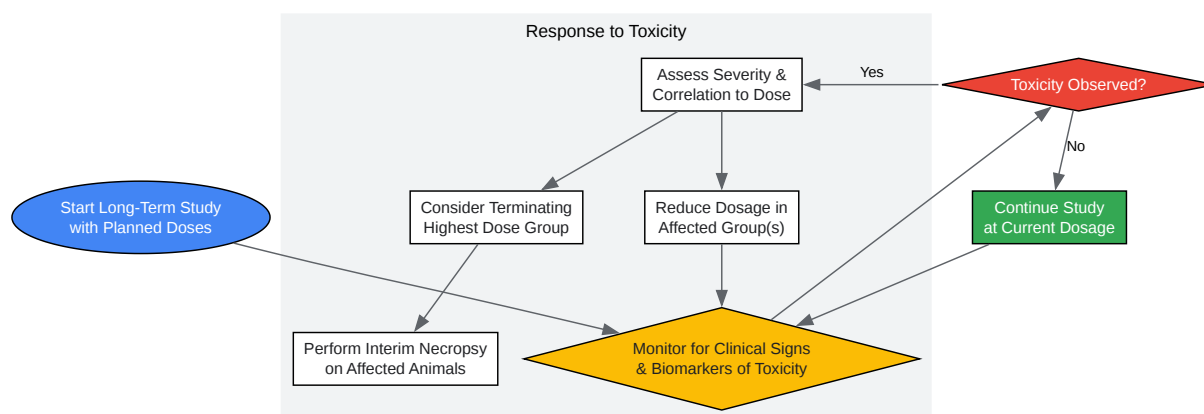 Response to Toxicity
Assess Severity &
Correlation to Dose
Yes
Toxicity Observed?
No
Start Long-Term Study
with Planned Doses
Consider Terminating
Highest Dose Group
Reduce Dosage in
Affected Group(s)
Continue Study
at Current Dosage
Perform Interim Necropsy
on Affected Animals
Monitor for Clinical Signs
& Biomarkers of Toxicity